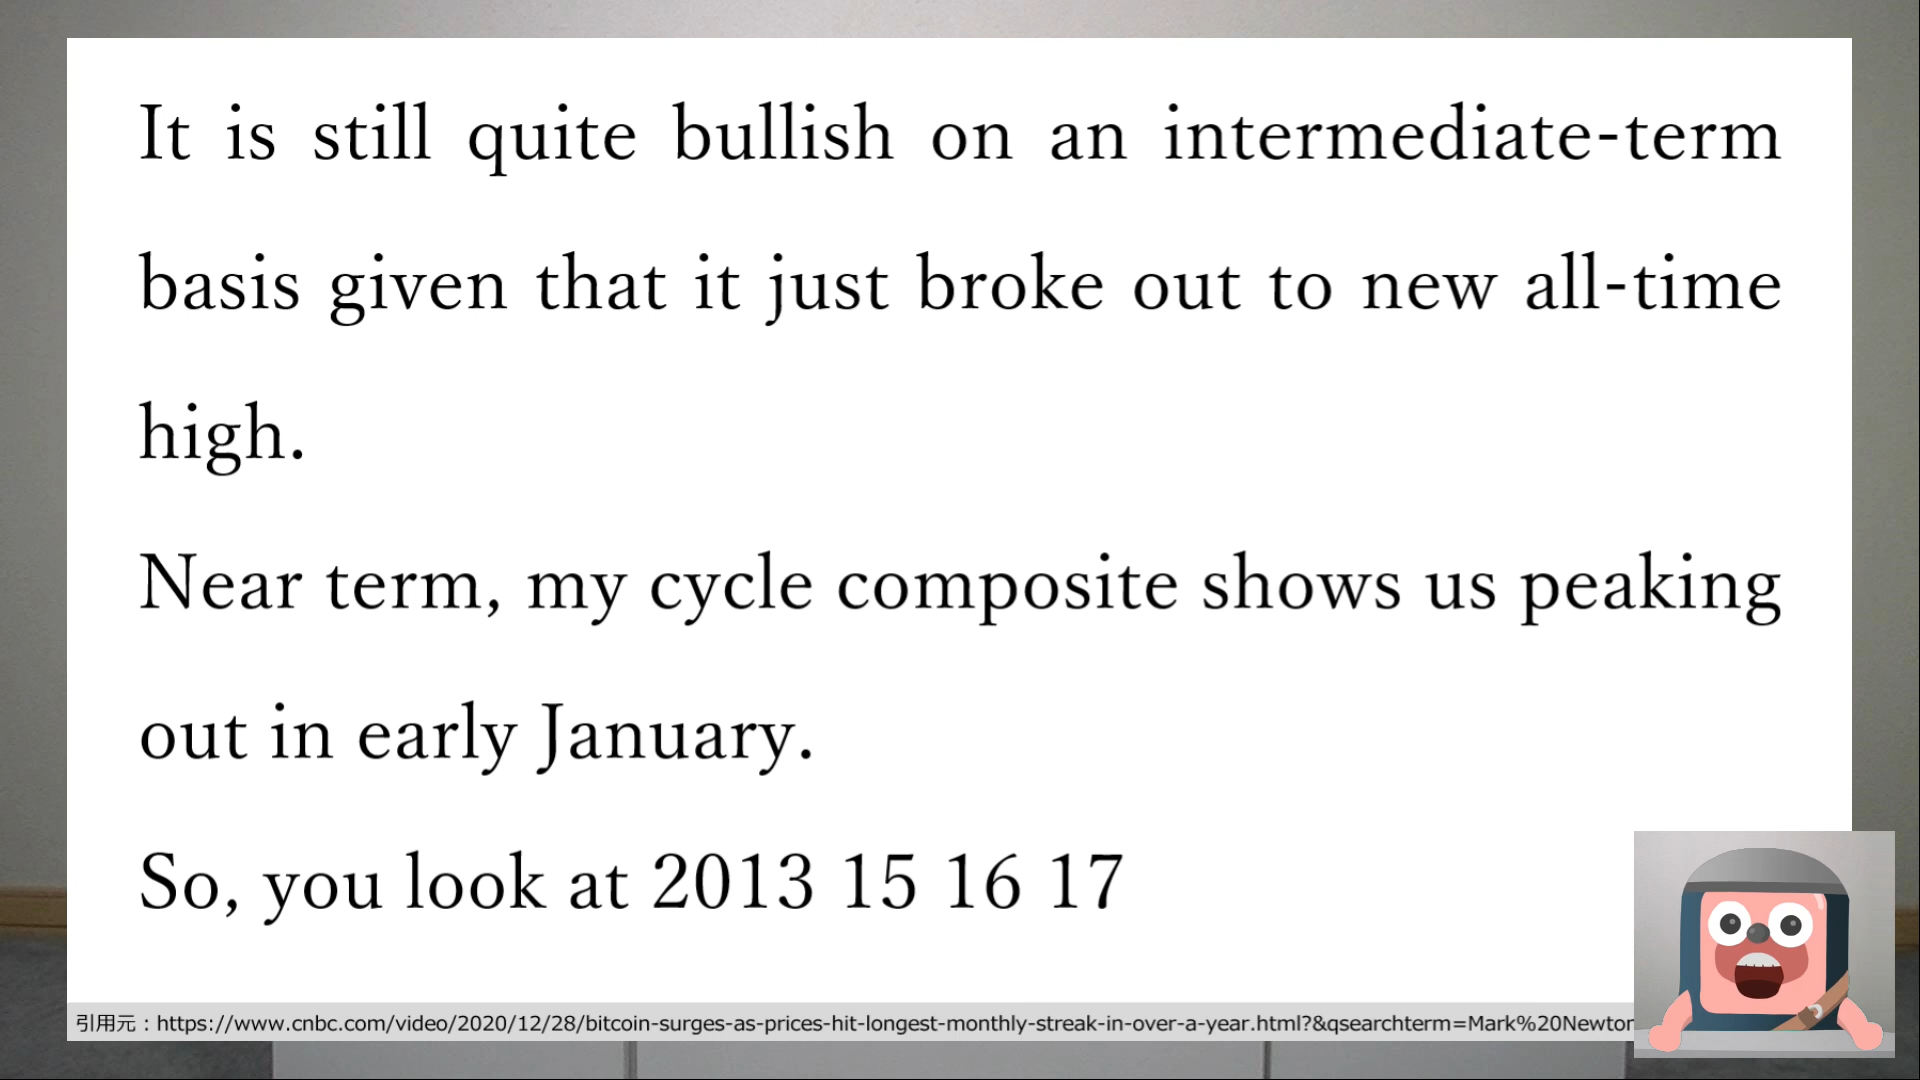 It is still quite bullish on an intermediate-term
basis given that it just broke out to new all-time
high.
Near term, my cycle composite shows us peaking
out in early January.
So, you look at 2013 15 16 17
引用元：https://www.cnbc.com/video/2020/12/28/bitcoin-surges-as-prices-hit-longest-monthly-streak-in-over-a-year.html?&qsearchterm=Mark%20Newton